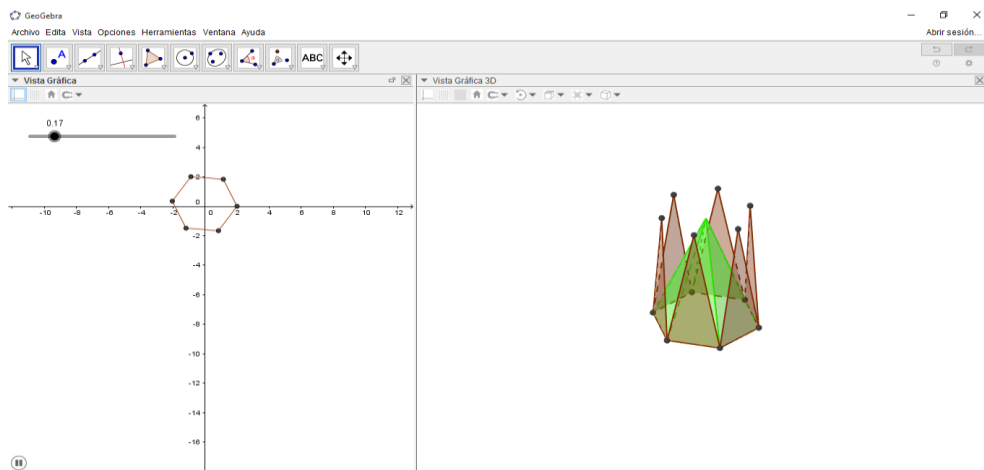 GeoGebra
Archivo Edita Vista Opciones Herramientas Ventana Ayuda
Abrir sesión...
A
ABC
Vista Gráfica
Vista Gráfica 3D
0.17
6
4
2
0
-2
-4
-6
-8
-10
-12
-14
-16
-10 -8 -6 -4 -2 0 2 4 6 8 10 12